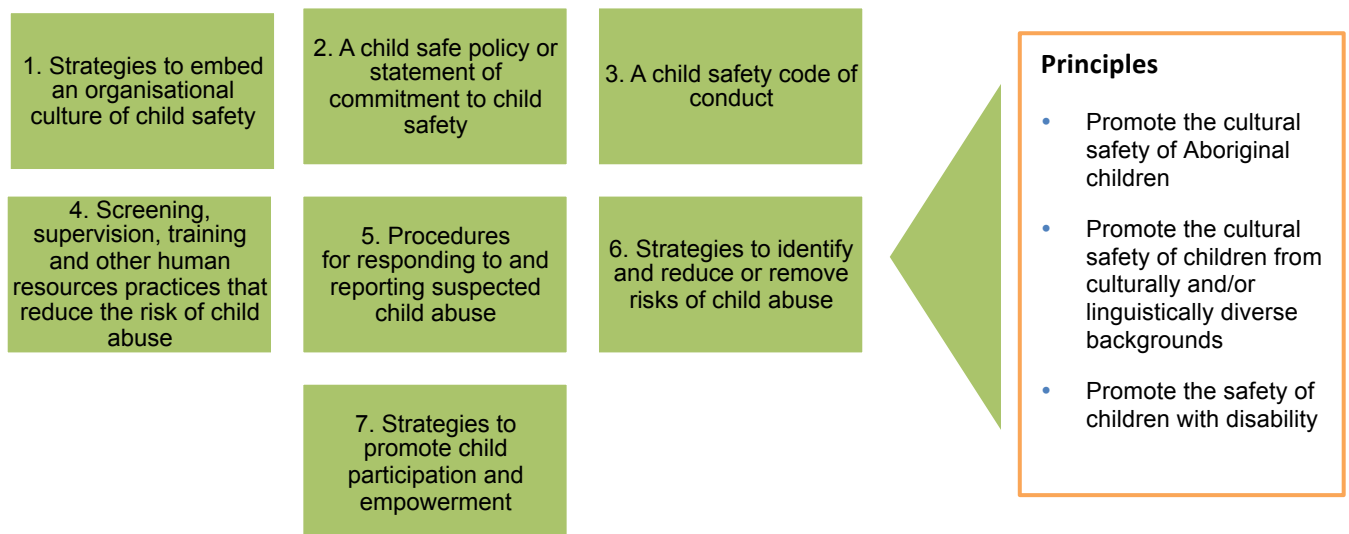 1. Strategies to embed
an organisational
culture of child safety
2. A child safe policy or
statement of
commitment to child
safety
3. A child safety code of
conduct
4. Screening,
supervision, training
and other human
resources practices that
reduce the risk of child
abuse
5. Procedures
for responding to and
reporting suspected
child abuse
6. Strategies to identify
and reduce or remove
risks of child abuse
7. Strategies to
promote child
participation and
empowerment
Principles
• Promote the cultural
safety of Aboriginal
children
• Promote the cultural
safety of children from
culturally and/or
linguistically diverse
backgrounds
• Promote the safety of
children with disability